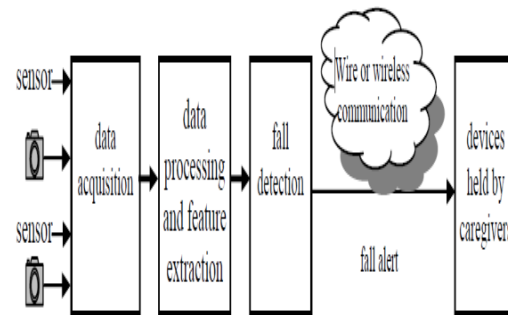 sensor
sensor
data
acquisition
data
processing
and feature
extraction
fall
detection
Wire or wireless
communication
fall alert
devices
held by
caregivers